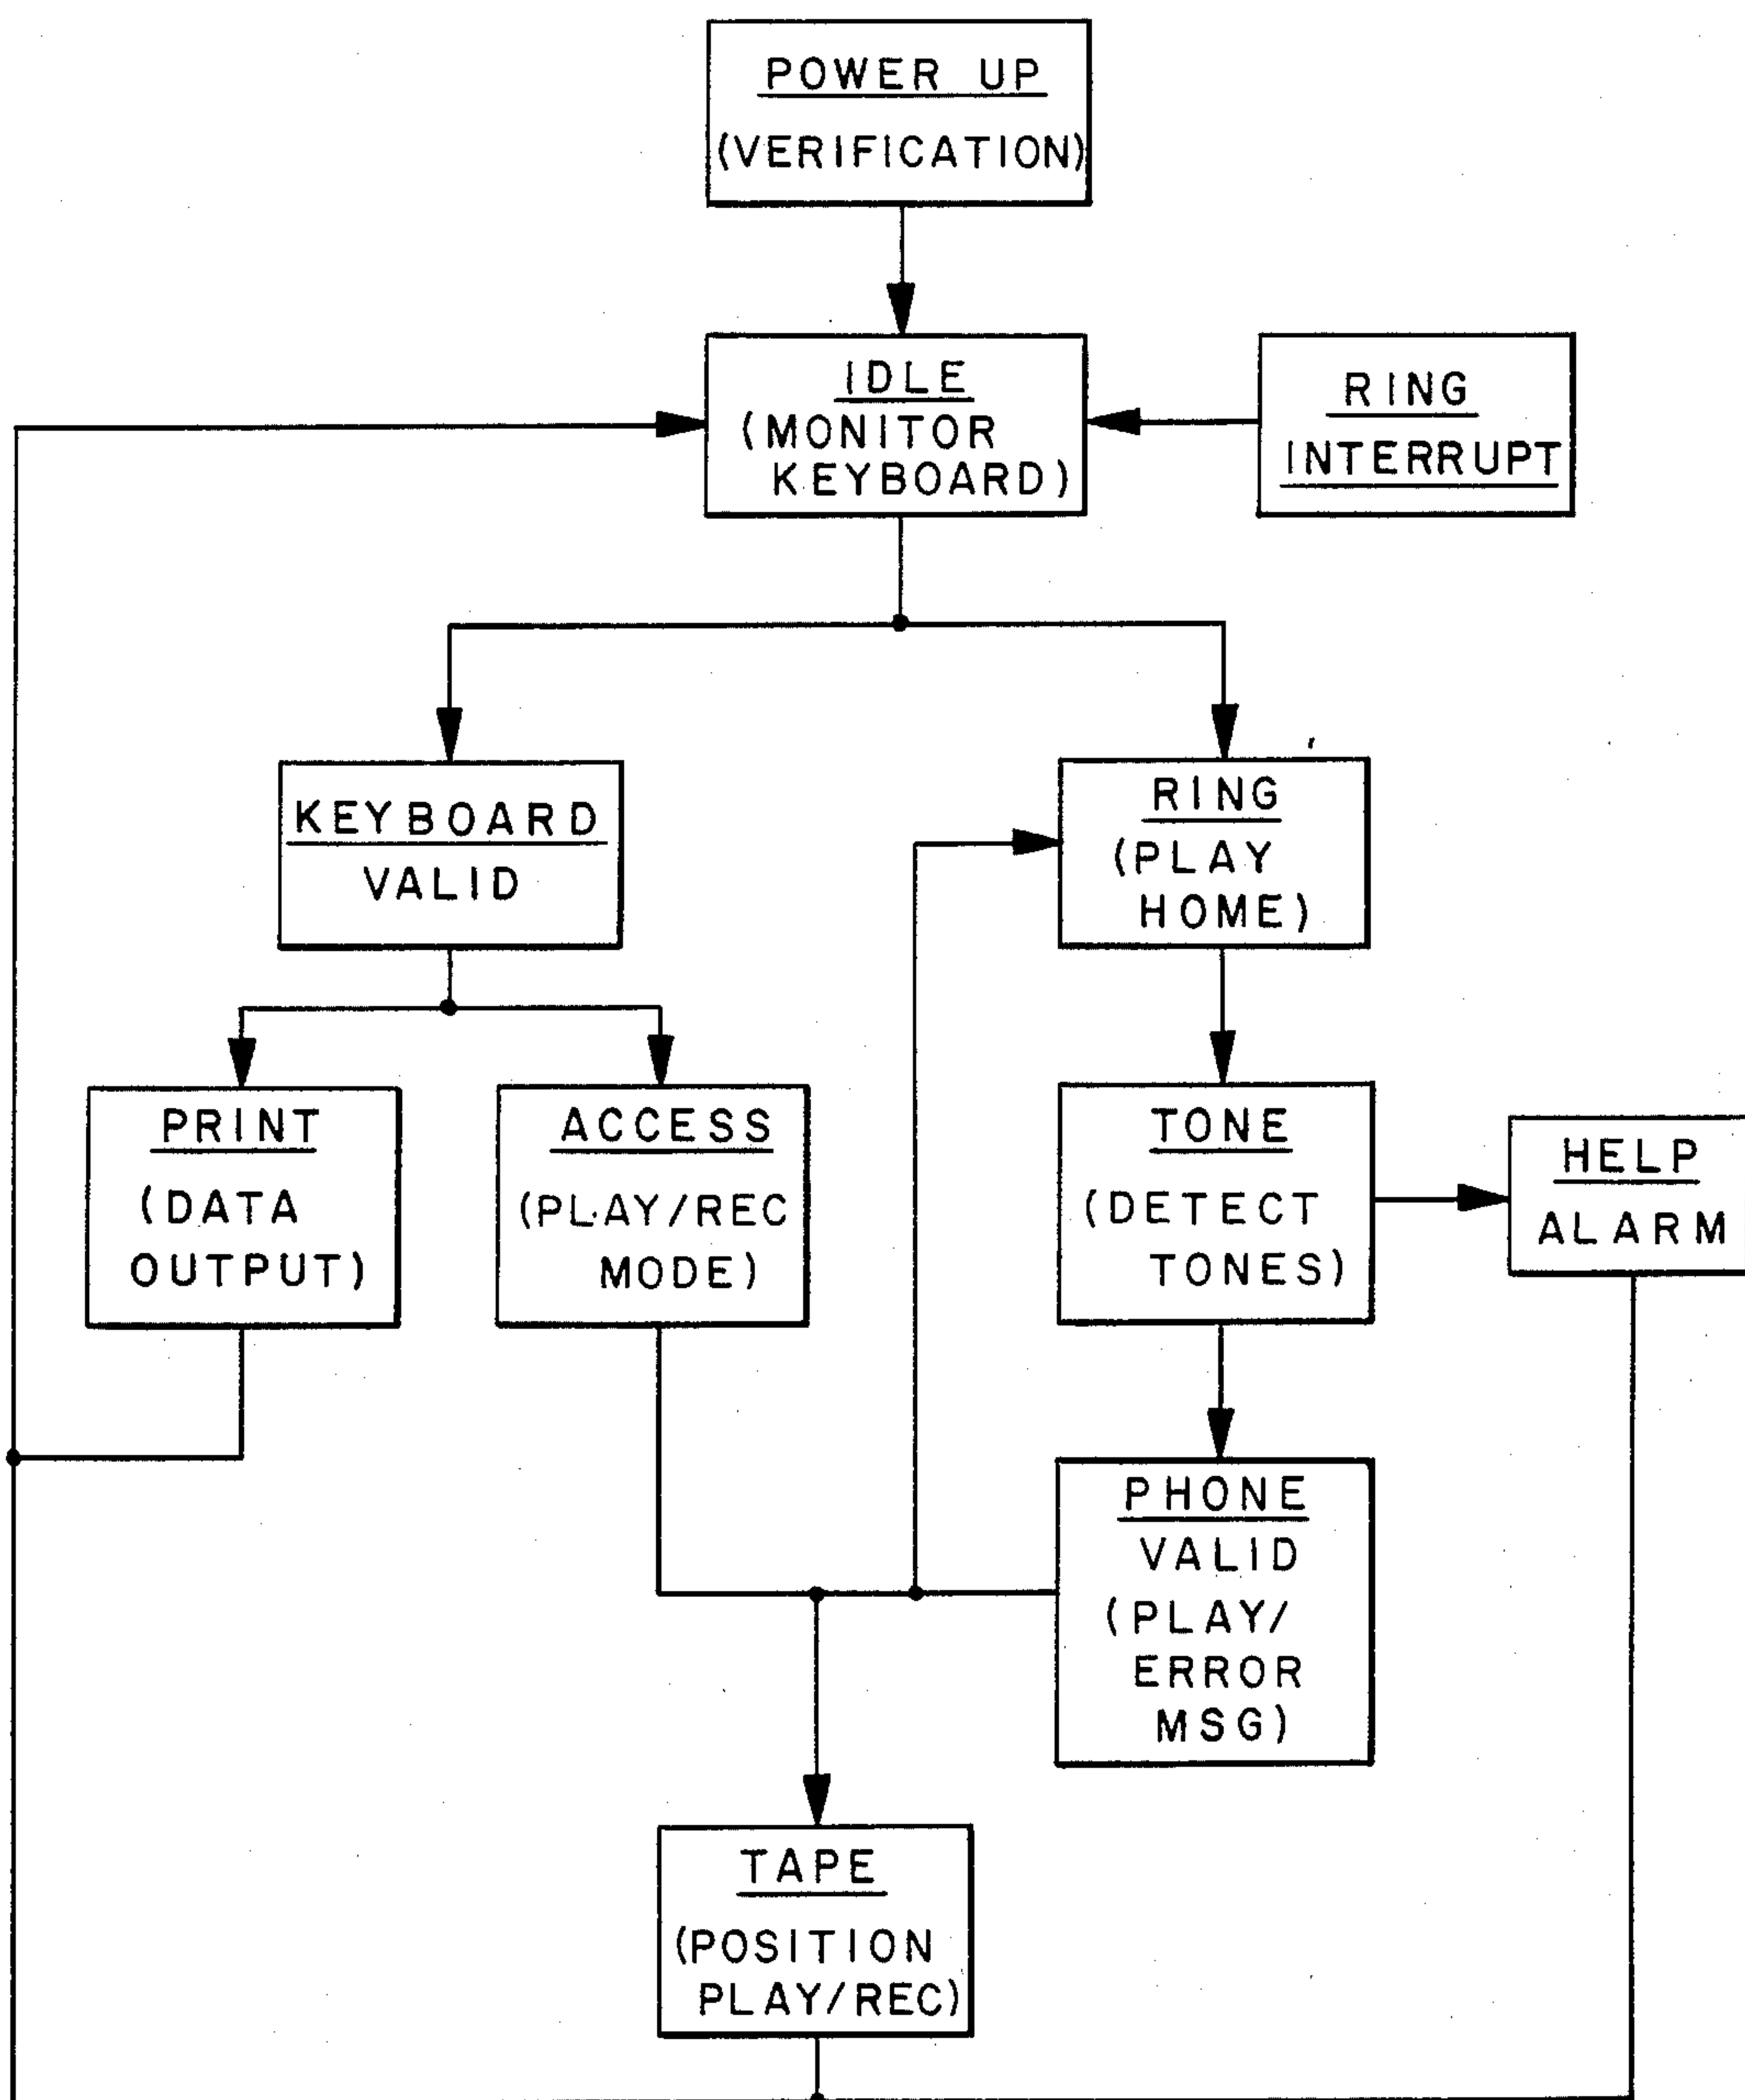 POWER UP
(VERIFICATION)
IDLE
(MONITOR
KEYBOARD)
RING
INTERRUPT
KEYBOARD
VALID
RING
(PLAY
HOME)
PRINT
(DATA
OUTPUT)
ACCESS
(PLAY/REC
MODE)
TONE
(DETECT
TONES)
HELP
ALARM
PHONE
VALID
(PLAY/
ERROR
MSG)
TAPE
(POSITION
PLAY/REC)